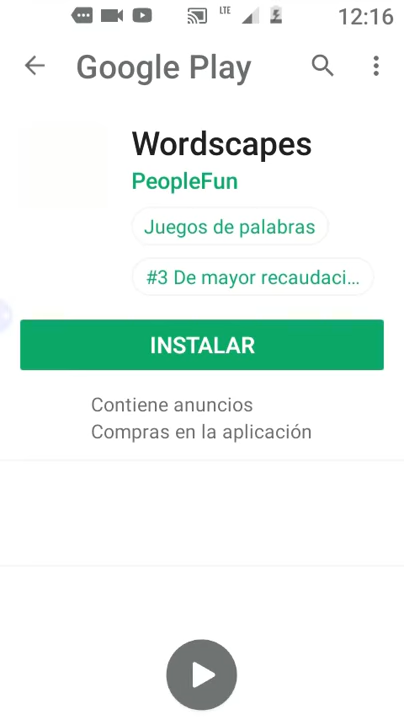 LTE
12:16
Google Play
Wordscapes
PeopleFun
Juegos de palabras
#3 De mayor recaudaci...
INSTALAR
Contiene anuncios
Compras en la aplicación